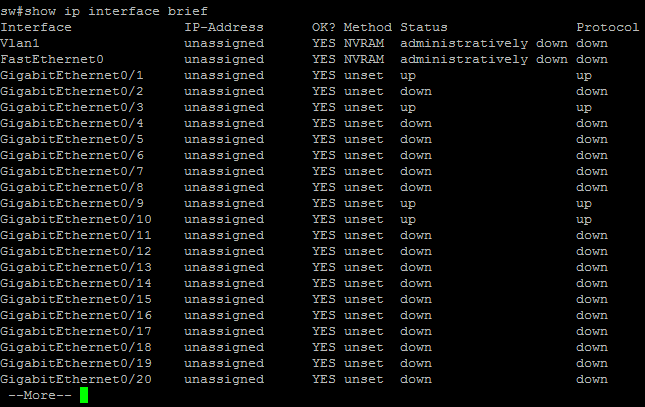 sw#show ip interface brief
Interface IP-Address OK? Method Status Protocol
Vlan1 unassigned YES NVRAM administratively down down
FastEthernet0 unassigned YES NVRAM administratively down down
GigabitEthernet0/1 unassigned YES unset up up
GigabitEthernet0/2 unassigned YES unset down down
GigabitEthernet0/3 unassigned YES unset up up
GigabitEthernet0/4 unassigned YES unset down down
GigabitEthernet0/5 unassigned YES unset down down
GigabitEthernet0/6 unassigned YES unset down down
GigabitEthernet0/7 unassigned YES unset down down
GigabitEthernet0/8 unassigned YES unset down down
GigabitEthernet0/9 unassigned YES unset up up
GigabitEthernet0/10 unassigned YES unset up up
GigabitEthernet0/11 unassigned YES unset down down
GigabitEthernet0/12 unassigned YES unset down down
GigabitEthernet0/13 unassigned YES unset down down
GigabitEthernet0/14 unassigned YES unset down down
GigabitEthernet0/15 unassigned YES unset down down
GigabitEthernet0/16 unassigned YES unset down down
GigabitEthernet0/17 unassigned YES unset down down
GigabitEthernet0/18 unassigned YES unset down down
GigabitEthernet0/19 unassigned YES unset down down
GigabitEthernet0/20 unassigned YES unset down down
--More--